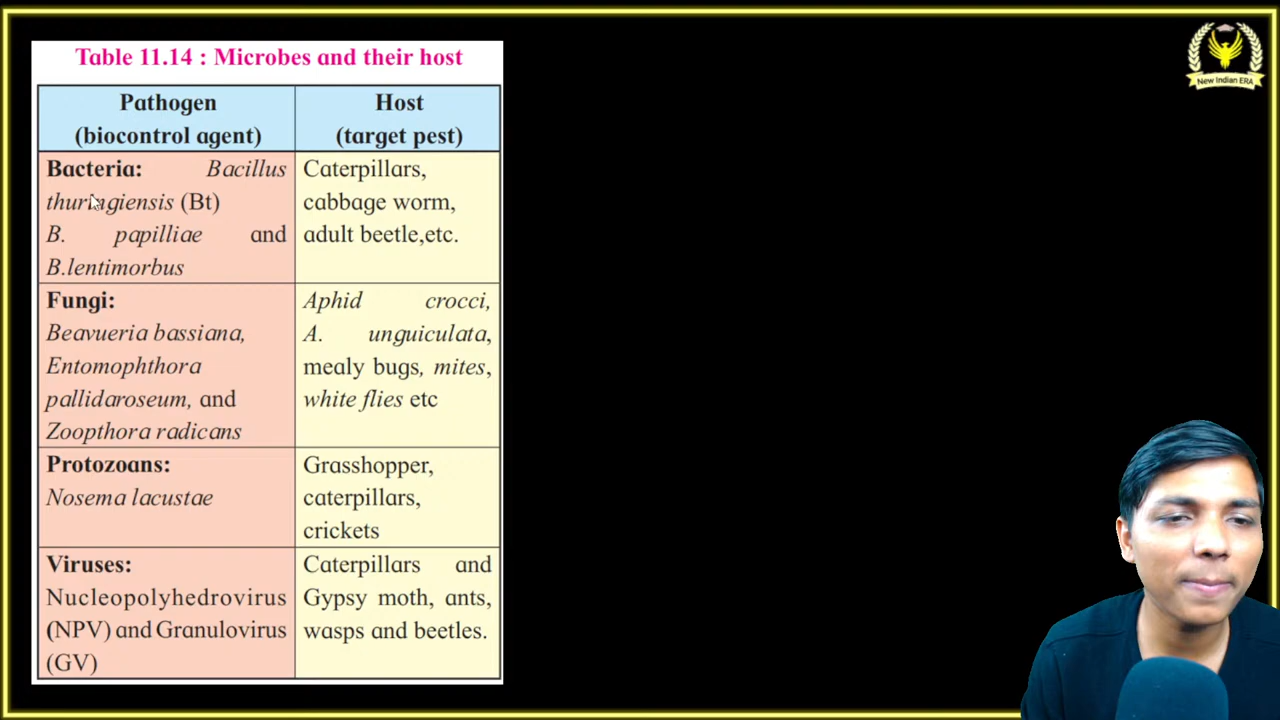 Table 11.14 : Microbes and their host
Pathogen
(biocontrol agent)
Host
(target pest)
Bacteria: Bacillus
thuringiensis (Bt)
B. papilliae and
B.lentimorbus
Caterpillars,
cabbage worm,
adult beetle,etc.
Fungi:
Beavueria bassiana,
Entomophthora
pallidaroseum, and
Zoopthora radicans
Aphid crocci,
A. unguiculata,
mealy bugs, mites,
white flies etc
Protozoans:
Nosema lacustae
Grasshopper,
caterpillars,
crickets
Viruses:
Nucleopolyhedrovirus
(NPV) and Granulovirus
(GV)
Caterpillars and
Gypsy moth, ants,
wasps and beetles.
New Indian ERA